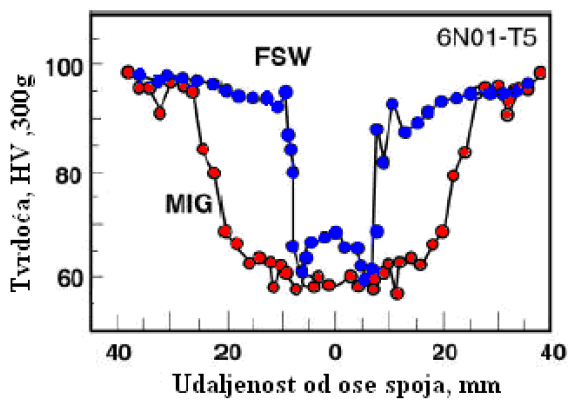 6N01-T5
FSW
MIG
Tvrdoća, HV ,300g
100
80
60
40 20 0 20 40
Udaljenost od ose spoja, mm